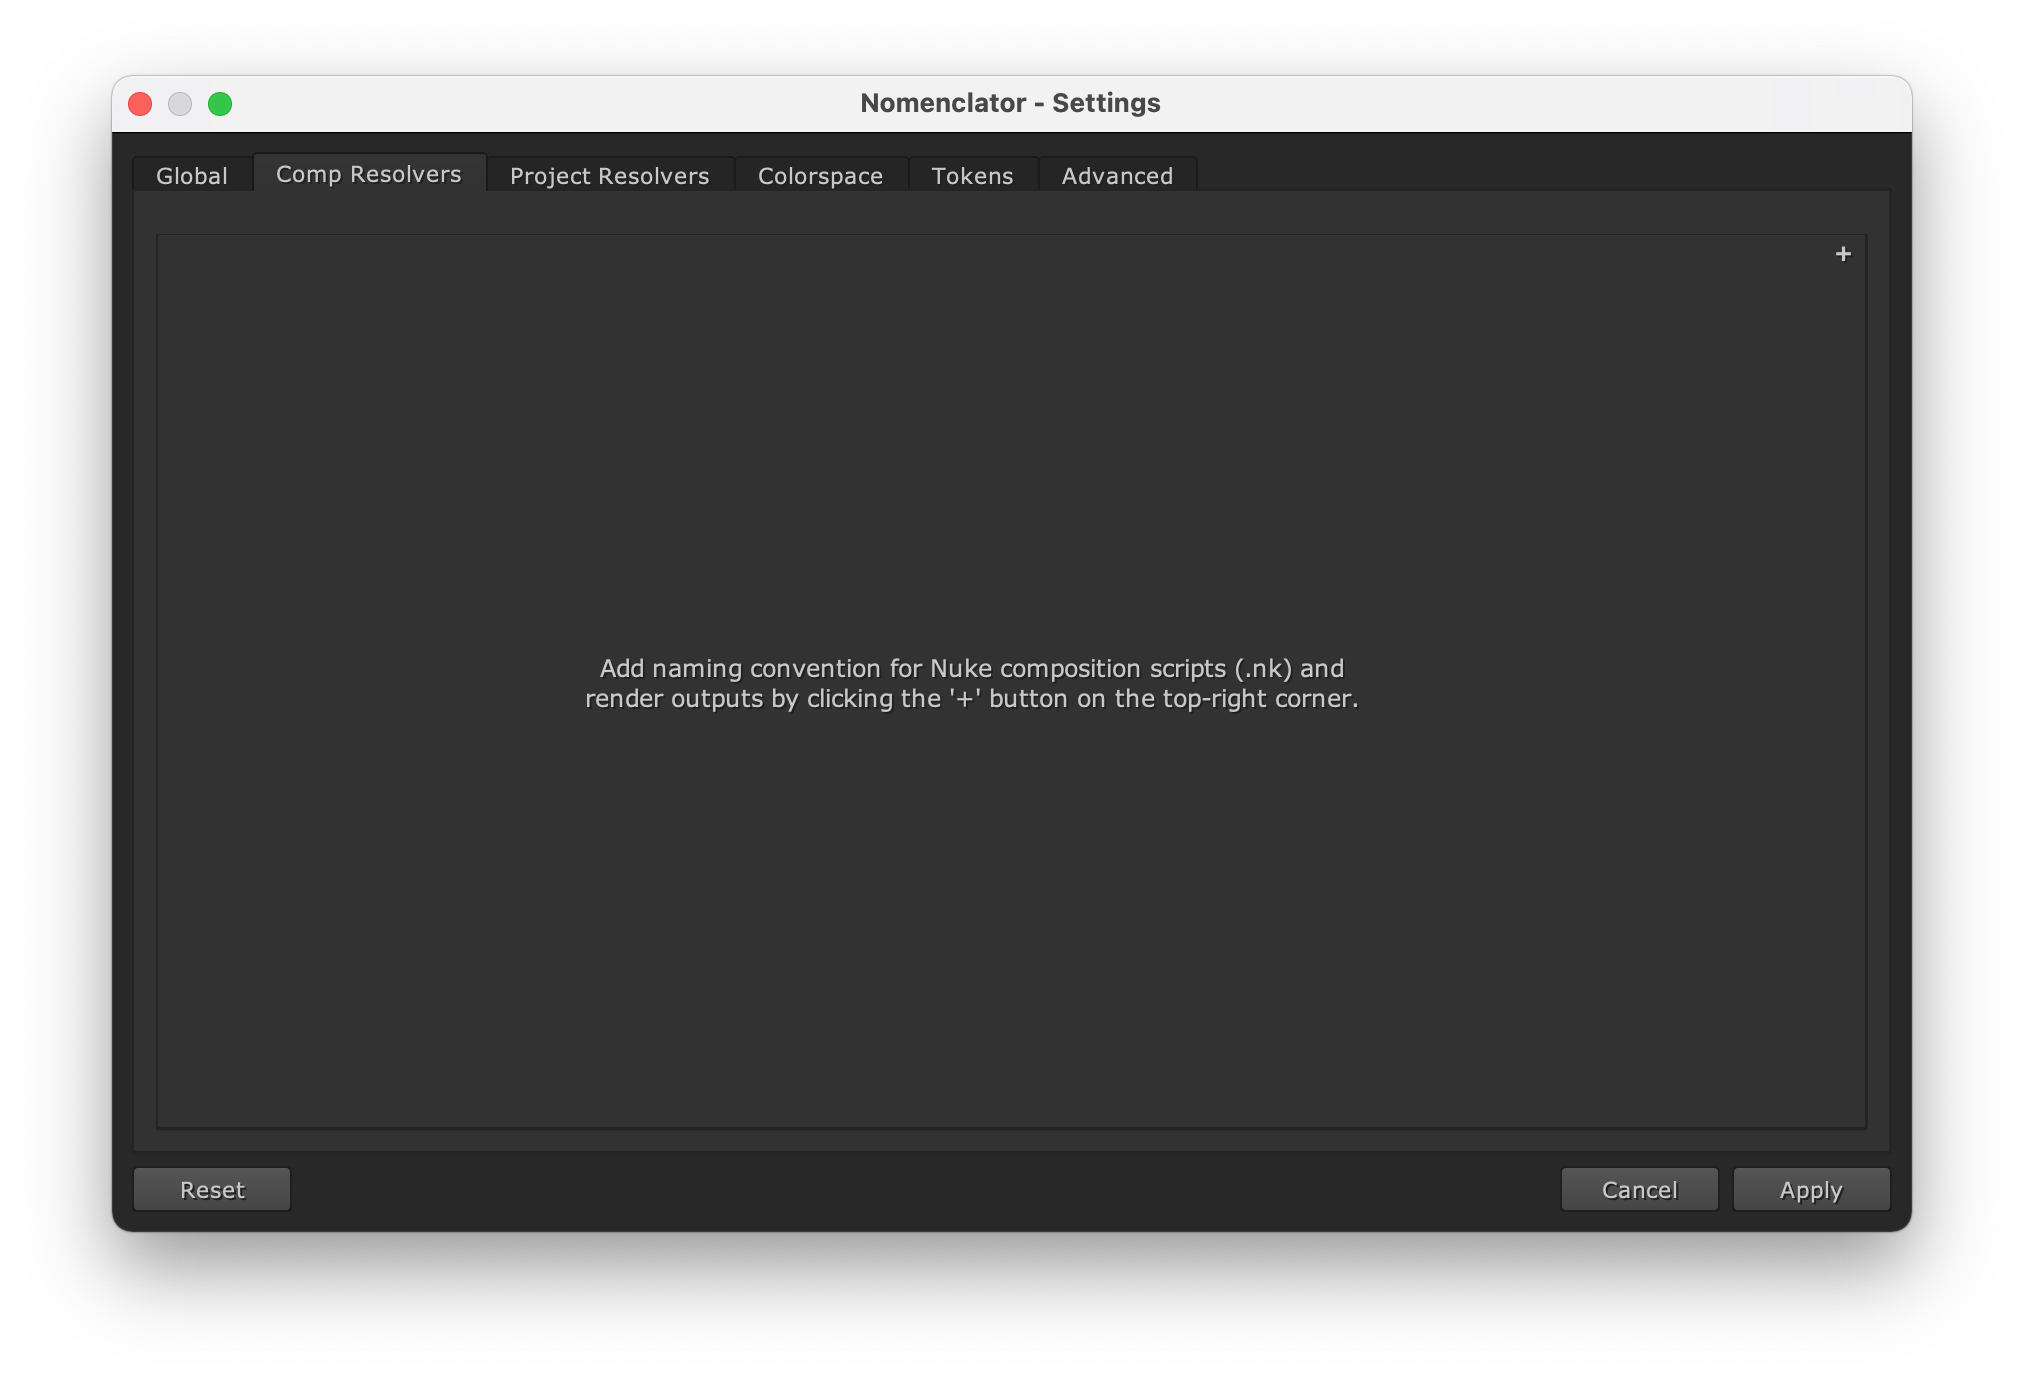 Nomenclator - Settings
Global
Comp Resolvers
Project Resolvers
Colorspace
Tokens
Advanced
+
Add naming convention for Nuke composition scripts (.nk) and
render outputs by clicking the '+' button on the top-right corner.
Reset
Cancel
Apply